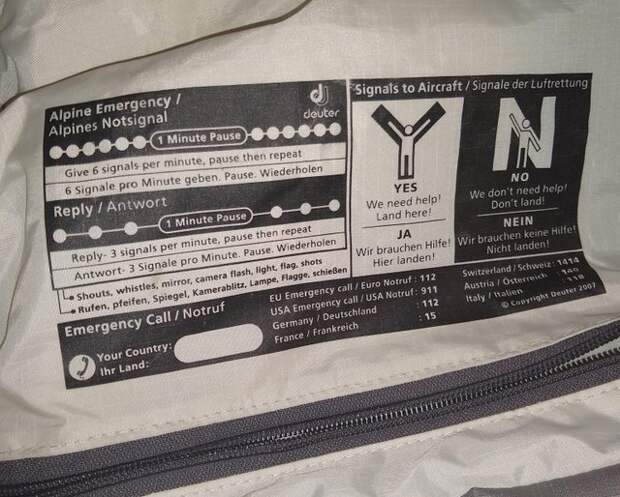 Alpine Emergency /
Alpines Notsignal
deuter
1 Minute Pause
Give 6 signals per minute, pause then repeat
6 Signale pro Minute geben. Pause. Wiederholen
Reply / Antwort
1 Minute Pause
Reply- 3 signals per minute, pause then repeat
Antwort- 3 Signale pro Minute. Pause. Wiederholen
Shouts, whistles, mirror, camera flash, light, flag, shots
Rufen, pfeifen, Spiegel, Kamerablitz, Lampe, Flagge, schießen
Signals to Aircraft / Signale der Luftrettung
YES
We need help!
Land here!
JA
Wir brauchen Hilfe!
Hier landen!
N
NO
We don't need help!
Don't land!
NEIN
Wir brauchen keine Hilfe!
Nicht landen!
Emergency Call / Notruf
Your Country:
Ihr Land:
EU Emergency call / Euro Notruf : 112
USA Emergency call / USA Notruf : 911
Germany / Deutschland : 112
France / Frankreich : 15
Switzerland / Schweiz : 1414
Austria / Österreich : 140
Italy / Italien : 118
© Copyright Deuter 2007